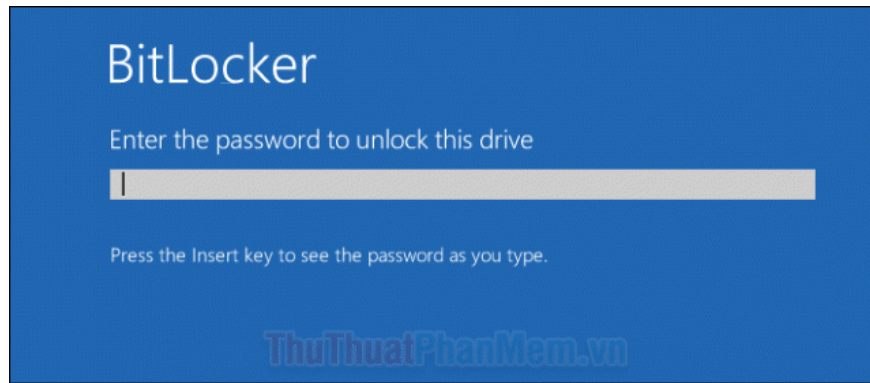 BitLocker
Enter the password to unlock this drive
Press the Insert key to see the password as you type.
ThuThuatPhanMem.vn